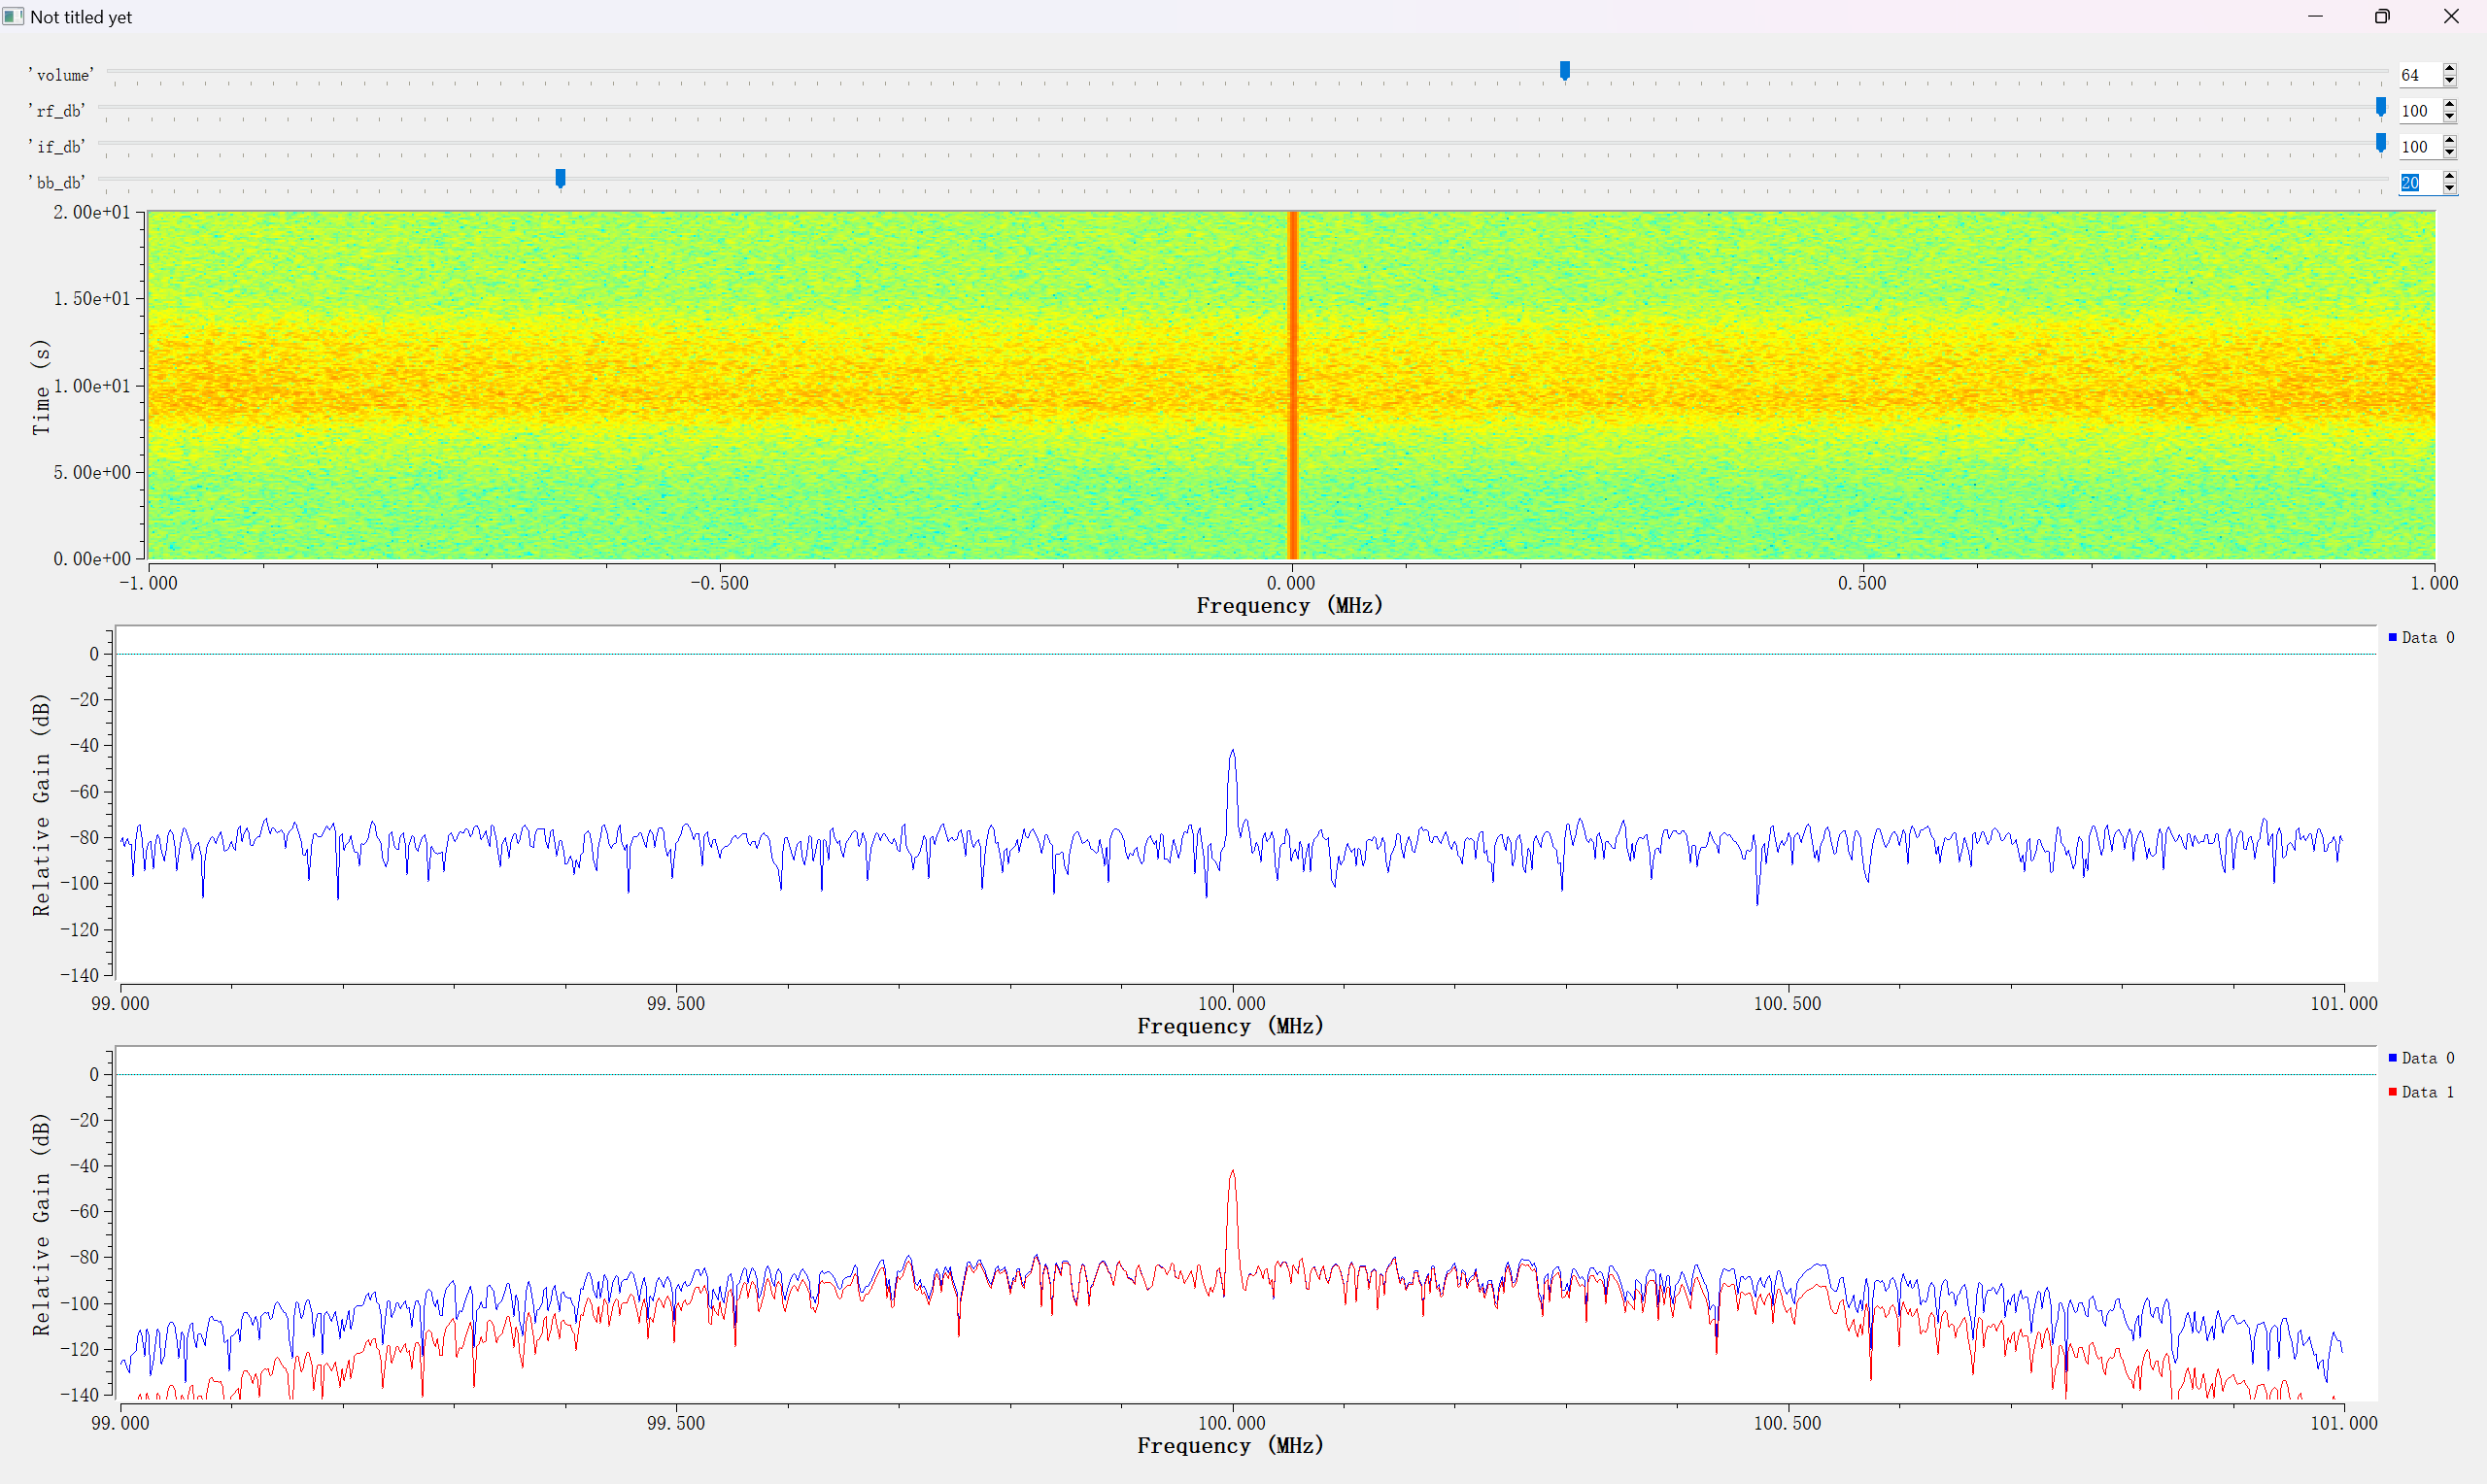 Not titled yet
'volume' 64
'rf_db' 100
'if_db' 100
'bb_db' 20
2.00e+01
1.50e+01
1.00e+01
5.00e+00
0.00e+00
Time (s)
-1.000 -0.500 0.000 0.500 1.000
Frequency (MHz)
Data 0
0
-20
-40
-60
-80
-100
-120
-140
Relative Gain (dB)
99.000 99.500 100.000 100.500 101.000
Frequency (MHz)
Data 0
Data 1
0
-20
-40
-60
-80
-100
-120
-140
Relative Gain (dB)
99.000 99.500 100.000 100.500 101.000
Frequency (MHz)